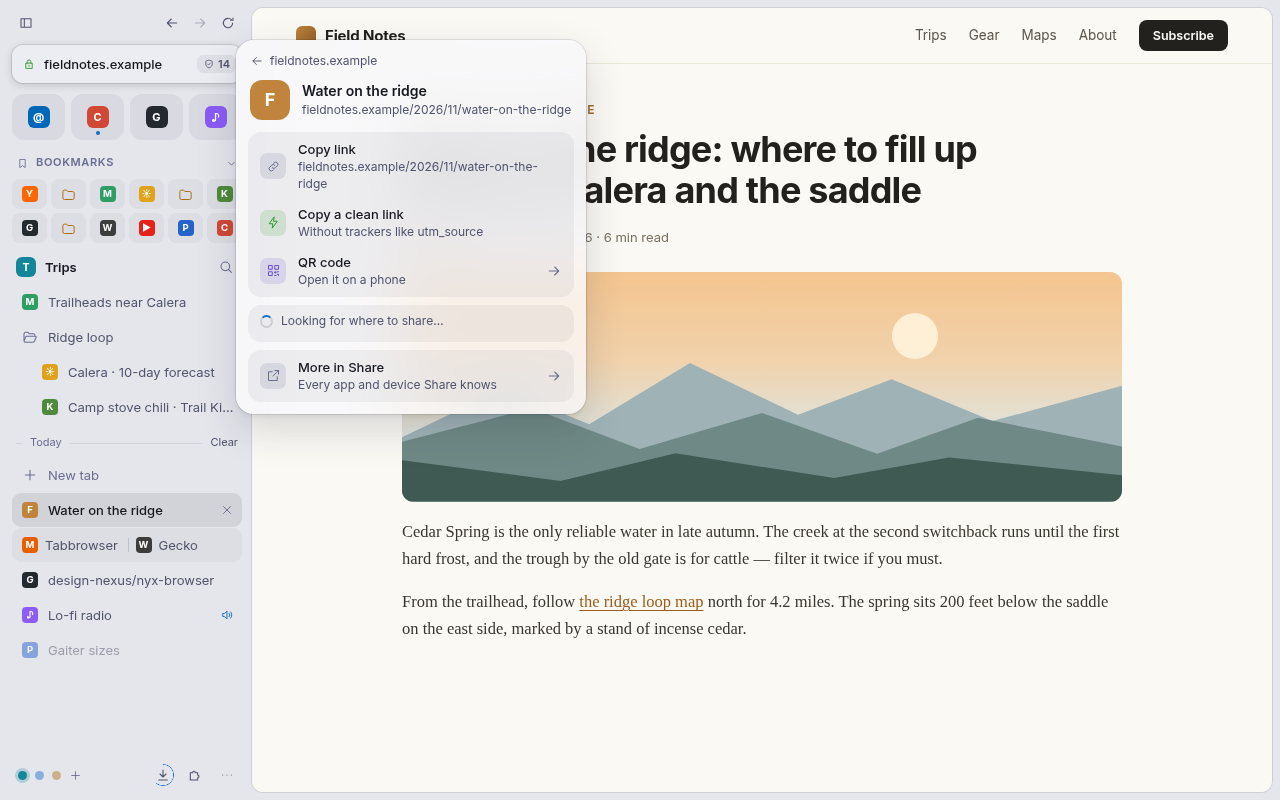 fieldnotes.example
14
@
C
G
BOOKMARKS
Y
M
K
G
W
P
C
T
Trips
M
Trailheads near Calera
Ridge loop
Calera · 10-day forecast
K
Camp stove chili · Trail Ki...
Today
Clear
New tab
F
Water on the ridge
M
Tabbrowser
W
Gecko
G
design-nexus/nyx-browser
Lo-fi radio
P
Gaiter sizes
fieldnotes.example
F
Water on the ridge
fieldnotes.example/2026/11/water-on-the-ridge
Copy link
fieldnotes.example/2026/11/water-on-the-
ridge
Copy a clean link
Without trackers like utm_source
QR code
Open it on a phone
Looking for where to share...
More in Share
Every app and device Share knows
Field Notes
Trips
Gear
Maps
About
Subscribe
E
ne ridge: where to fill up
alera and the saddle
6 · 6 min read
Cedar Spring is the only reliable water in late autumn. The creek at the second switchback runs until the first
hard frost, and the trough by the old gate is for cattle — filter it twice if you must.
From the trailhead, follow the ridge loop map north for 4.2 miles. The spring sits 200 feet below the saddle
on the east side, marked by a stand of incense cedar.